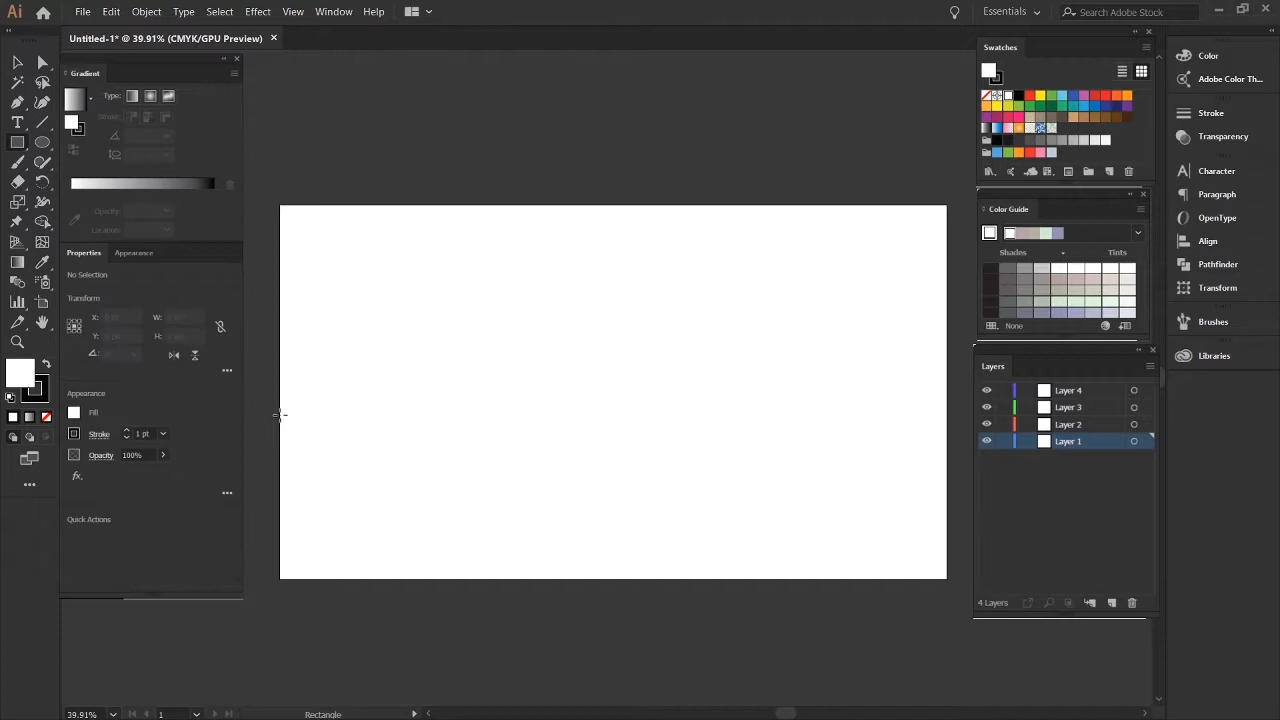 Ai File Edit Object Type Select Effect View Window Help Essentials Search Adobe Stock
Untitled-1* @ 39.91% (CMYK/GPU Preview)
Gradient
Type:
Stroke:
Opacity:
Location:
Properties Appearance
No Selection
Transform
X: W:
Y: H:
Appearance
Fill
Stroke 1 pt
Opacity 100%
fx.
Quick Actions
Swatches
Color Guide
Shades Tints
None
Layers
Layer 4
Layer 3
Layer 2
Layer 1
4 Layers
Color
Adobe Color Th...
Stroke
Transparency
Character
Paragraph
OpenType
Align
Pathfinder
Transform
Brushes
Libraries
39.91% 1 Rectangle